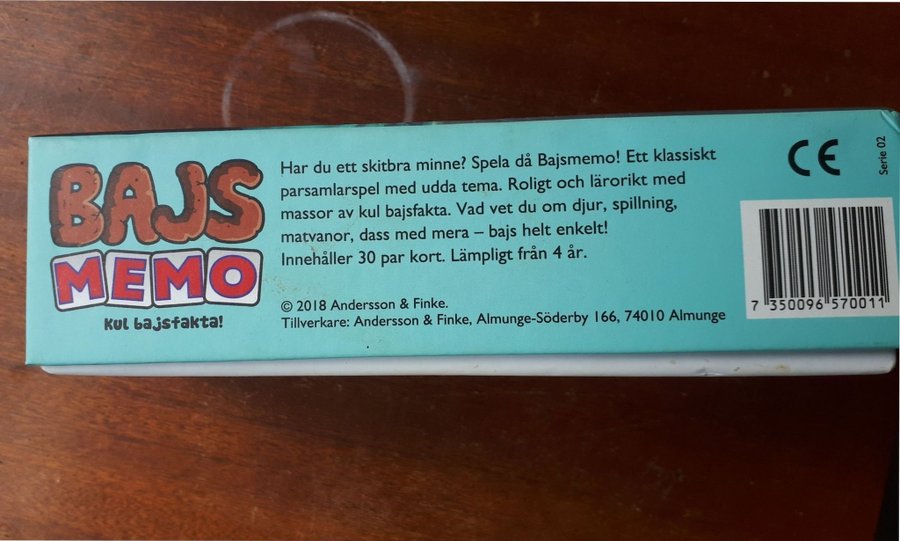 BAJS
MEMO
kul bajsfakta!
Har du ett skitbra minne? Spela då Bajsmemo! Ett klassiskt
parsamlarspel med udda tema. Roligt och lärorikt med
massor av kul bajsfakta. Vad vet du om djur, spillning,
matvanor, dass med mera – bajs helt enkelt!
Innehåller 30 par kort. Lämpligt från 4 år.
© 2018 Andersson & Finke.
Tillverkare: Andersson & Finke, Almunge-Söderby 166, 74010 Almunge
CE
Serie 02
7 350096 570011